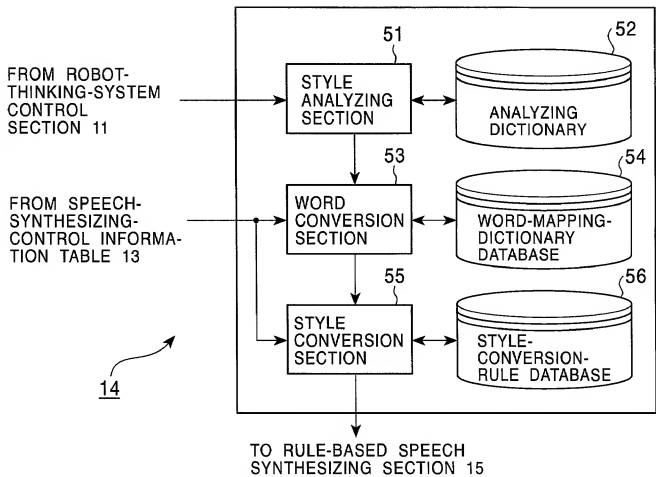 51
52
FROM ROBOT-
THINKING-SYSTEM
CONTROL
SECTION 11
STYLE
ANALYZING
SECTION
ANALYZING
DICTIONARY
53
54
FROM SPEECH-
SYNTHESIZING-
CONTROL INFORMA-
TION TABLE 13
WORD
CONVERSION
SECTION
WORD-MAPPING-
DICTIONARY
DATABASE
55
56
STYLE
CONVERSION
SECTION
STYLE-
CONVERSION-
RULE DATABASE
14
TO RULE-BASED SPEECH
SYNTHESIZING SECTION 15